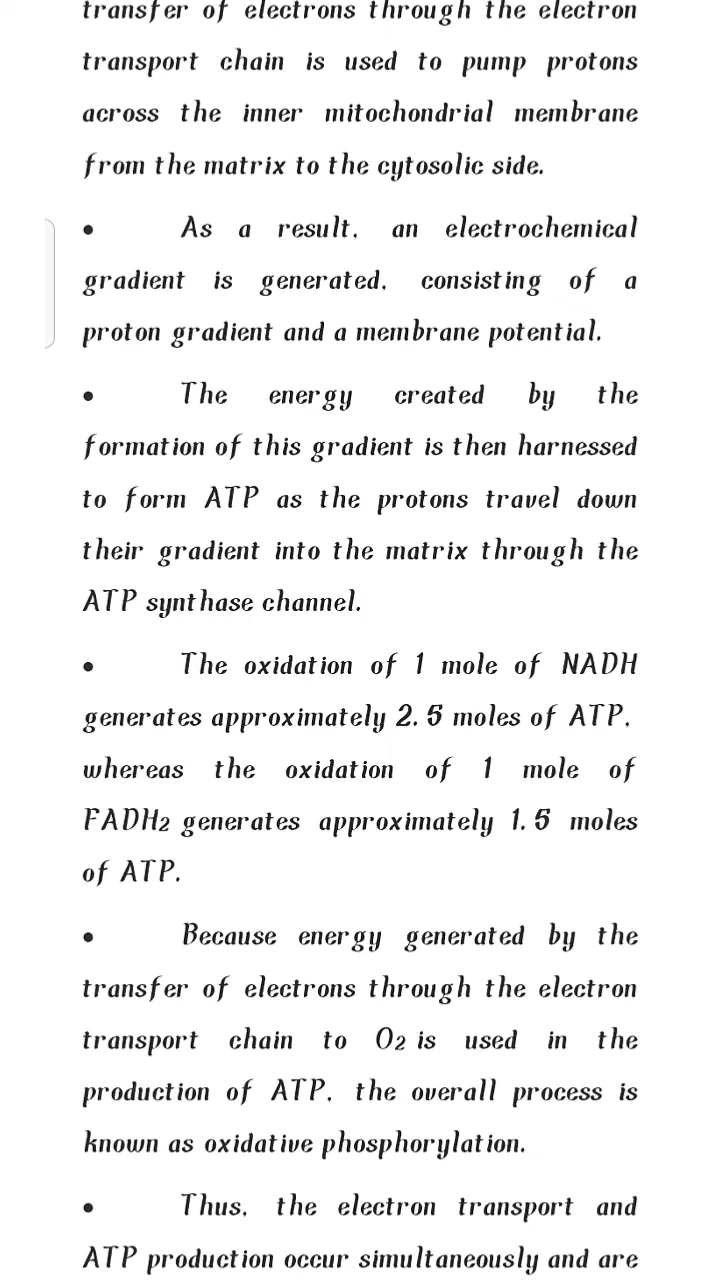 transfer of electrons through the electron
transport chain is used to pump protons
across the inner mitochondrial membrane
from the matrix to the cytosolic side.
• As a result, an electrochemical
gradient is generated, consisting of a
proton gradient and a membrane potential.
• The energy created by the
formation of this gradient is then harnessed
to form ATP as the protons travel down
their gradient into the matrix through the
ATP synthase channel.
• The oxidation of 1 mole of NADH
generates approximately 2.5 moles of ATP,
whereas the oxidation of 1 mole of
FADH2 generates approximately 1.5 moles
of ATP.
• Because energy generated by the
transfer of electrons through the electron
transport chain to O2 is used in the
production of ATP, the overall process is
known as oxidative phosphorylation.
• Thus, the electron transport and
ATP production occur simultaneously and are